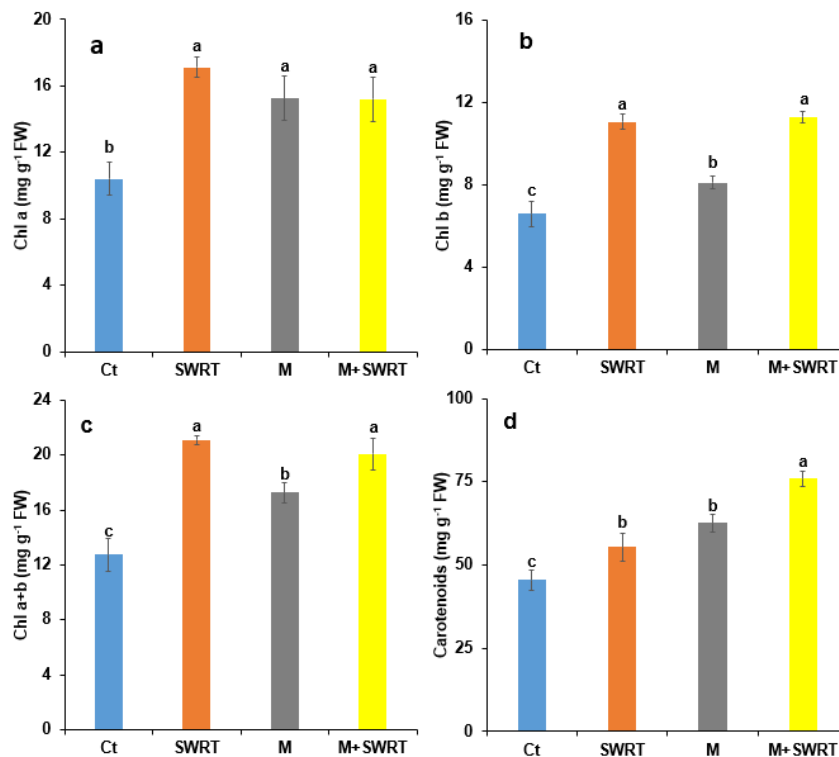 a
Chl a (mg g⁻¹ FW)
20
16
12
8
4
0
b
a
a
a
Ct SWRT M M+SWRT
b
Chl b (mg g⁻¹ FW)
16
12
8
4
0
c
a
b
a
Ct SWRT M M+SWRT
c
Chl a+b (mg g⁻¹ FW)
24
20
16
12
8
4
0
c
a
b
a
Ct SWRT M M+SWRT
d
Carotenoids (mg g⁻¹ FW)
100
75
50
25
0
c
b
b
a
Ct SWRT M M+SWRT